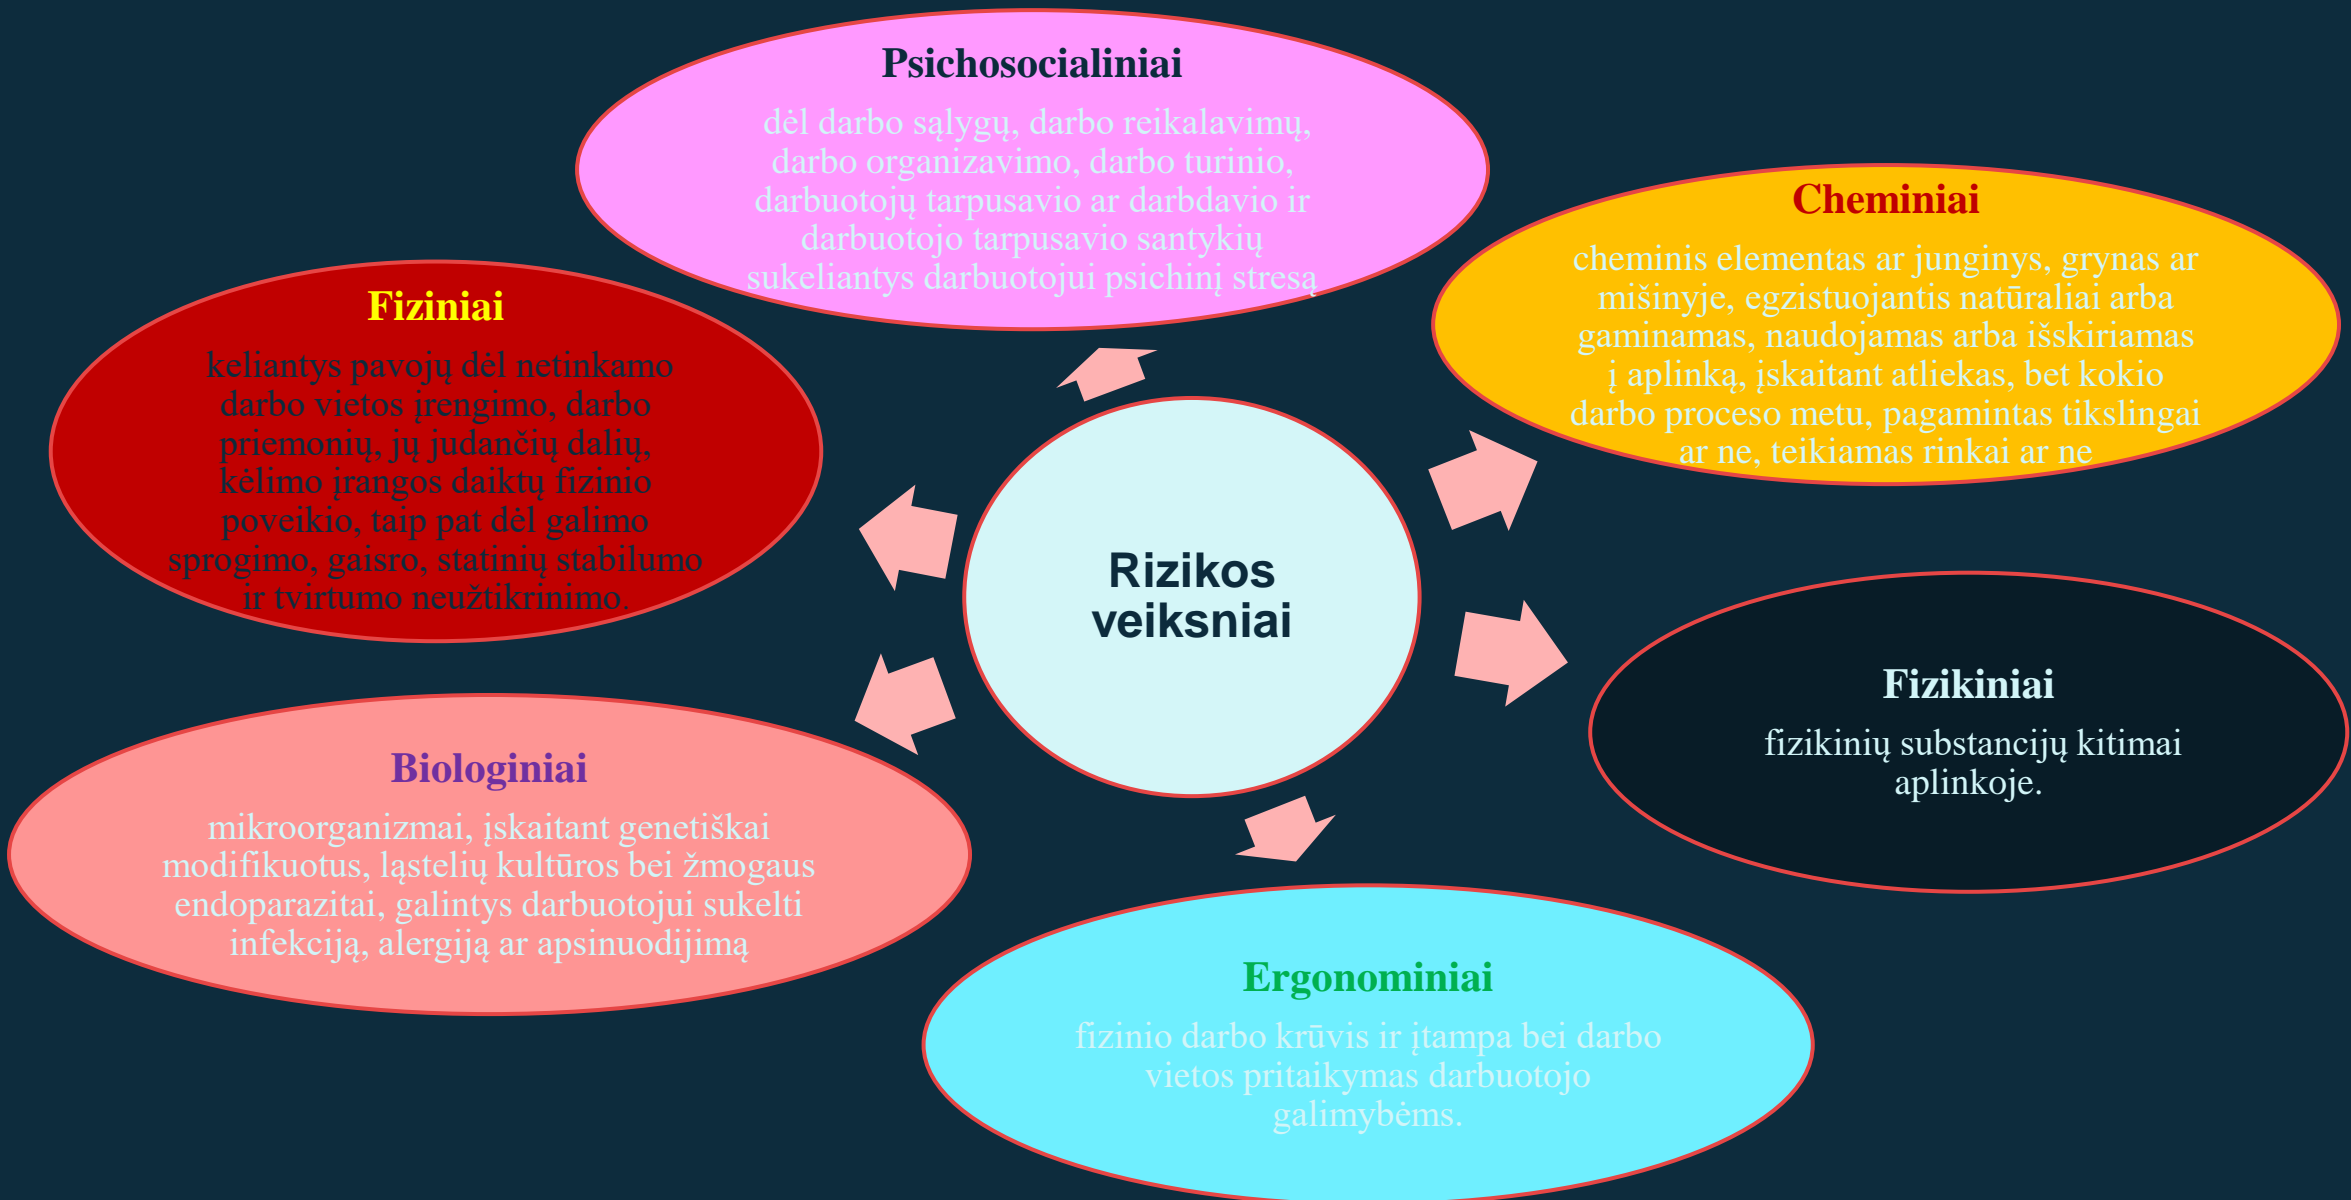 Psichosocialiniai
dėl darbo sąlygų, darbo reikalavimų,
darbo organizavimo, darbo turinio,
darbuotojų tarpusavio ar darbdavio ir
darbuotojo tarpusavio santykių
sukeliantys darbuotojui psichinį stresą
Cheminiai
cheminis elementas ar junginys, grynas ar
mišinyje, egzistuojantis natūraliai arba
gaminamas, naudojamas arba išskiriamas
į aplinką, įskaitant atliekas, bet kokio
darbo proceso metu, pagamintas tikslingai
ar ne, teikiamas rinkai ar ne
Fiziniai
keliantys pavojų dėl netinkamo
darbo vietos įrengimo, darbo
priemonių, jų judančių dalių,
kėlimo įrangos daiktų fizinio
poveikio, taip pat dėl galimo
sprogimo, gaisro, statinių stabilumo
ir tvirtumo neužtikrinimo.
Rizikos
veiksniai
Fizikiniai
fizikinių substancijų kitimai
aplinkoje.
Biologiniai
mikroorganizmai, įskaitant genetiškai
modifikuotus, ląstelių kultūros bei žmogaus
endoparazitai, galintys darbuotojui sukelti
infekciją, alergiją ar apsinuodijimą
Ergonominiai
fizinio darbo krūvis ir įtampa bei darbo
vietos pritaikymas darbuotojo
galimybėms.